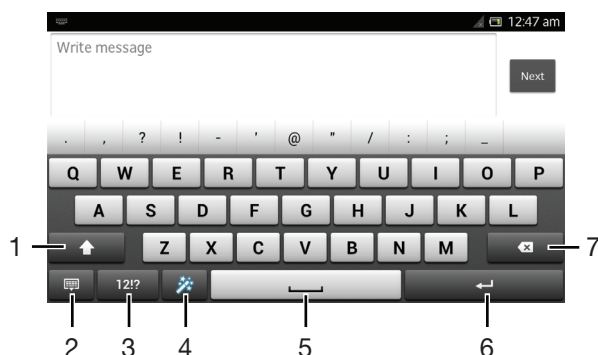 12:47 am
Write message
Next
. , ? ! - ' @ " / : ; _
Q W E R T Y U I O P
A S D F G H J K L
1 Z X C V B N M 7
12!?
2 3 4 5 6